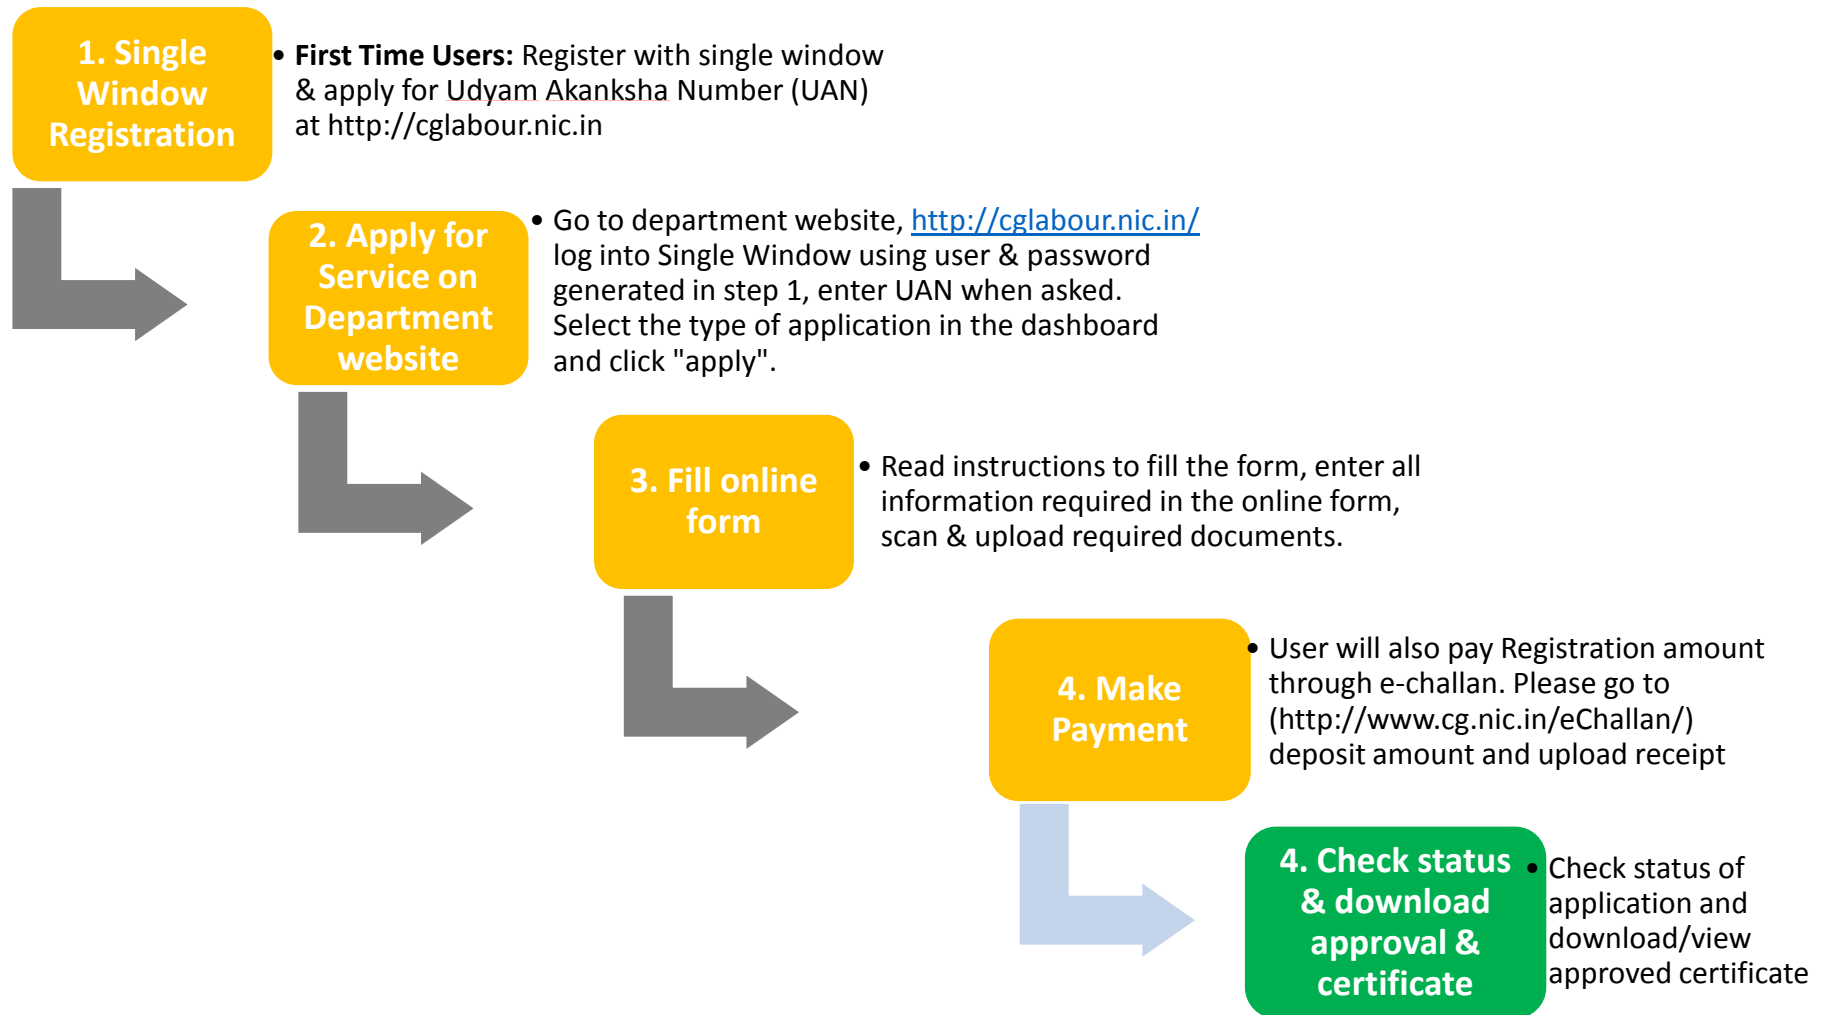 1. Single
Window
Registration
• First Time Users: Register with single window
& apply for Udyam Akanksha Number (UAN)
at http://cglabour.nic.in
2. Apply for
Service on
Department
website
• Go to department website, http://cglabour.nic.in/
log into Single Window using user & password
generated in step 1, enter UAN when asked.
Select the type of application in the dashboard
and click "apply".
3. Fill online
form
• Read instructions to fill the form, enter all
information required in the online form,
scan & upload required documents.
4. Make
Payment
• User will also pay Registration amount
through e-challan. Please go to
(http://www.cg.nic.in/eChallan/)
deposit amount and upload receipt
4. Check status
& download
approval &
certificate
• Check status of
application and
download/view
approved certificate